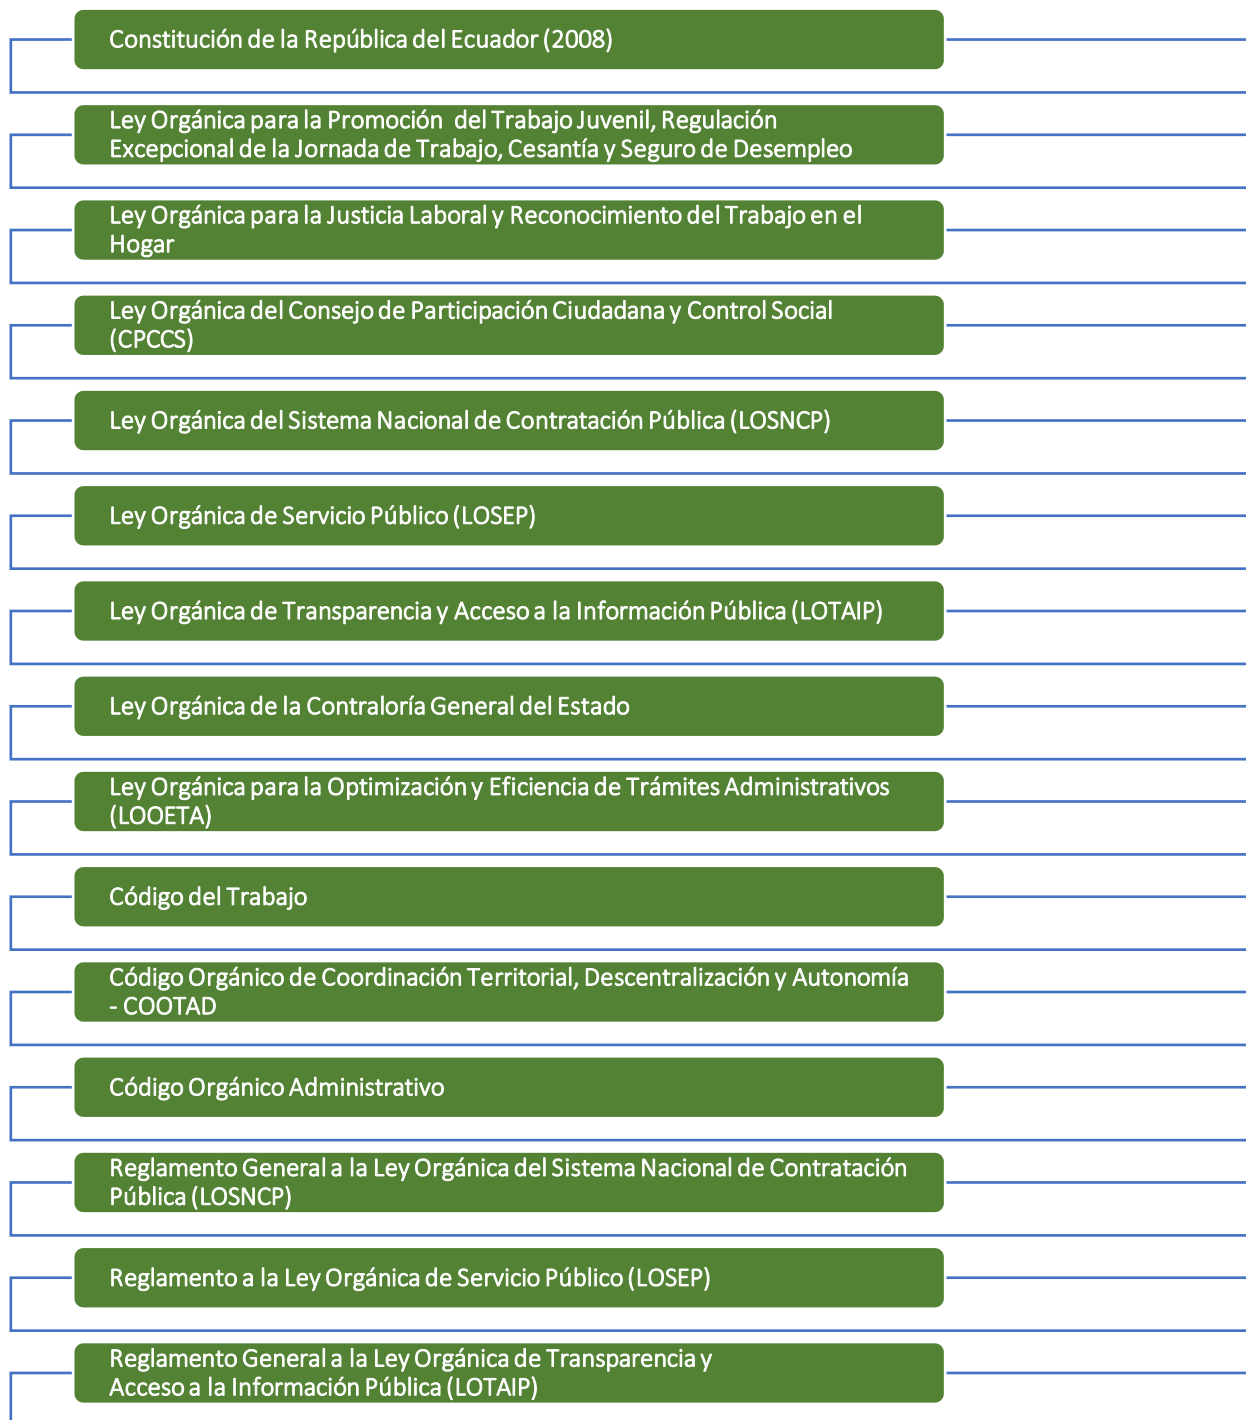 Constitución de la República del Ecuador (2008)
Ley Orgánica para la Promoción del Trabajo Juvenil, Regulación
Excepcional de la Jornada de Trabajo, Cesantía y Seguro de Desempleo
Ley Orgánica para la Justicia Laboral y Reconocimiento del Trabajo en el
Hogar
Ley Orgánica del Consejo de Participación Ciudadana y Control Social
(CPCCS)
Ley Orgánica del Sistema Nacional de Contratación Pública (LOSNCP)
Ley Orgánica de Servicio Público (LOSEP)
Ley Orgánica de Transparencia y Acceso a la Información Pública (LOTAIP)
Ley Orgánica de la Contraloría General del Estado
Ley Orgánica para la Optimización y Eficiencia de Trámites Administrativos
(LOOETA)
Código del Trabajo
Código Orgánico de Coordinación Territorial, Descentralización y Autonomía
- COOTAD
Código Orgánico Administrativo
Reglamento General a la Ley Orgánica del Sistema Nacional de Contratación
Pública (LOSNCP)
Reglamento a la Ley Orgánica de Servicio Público (LOSEP)
Reglamento General a la Ley Orgánica de Transparencia y
Acceso a la Información Pública (LOTAIP)